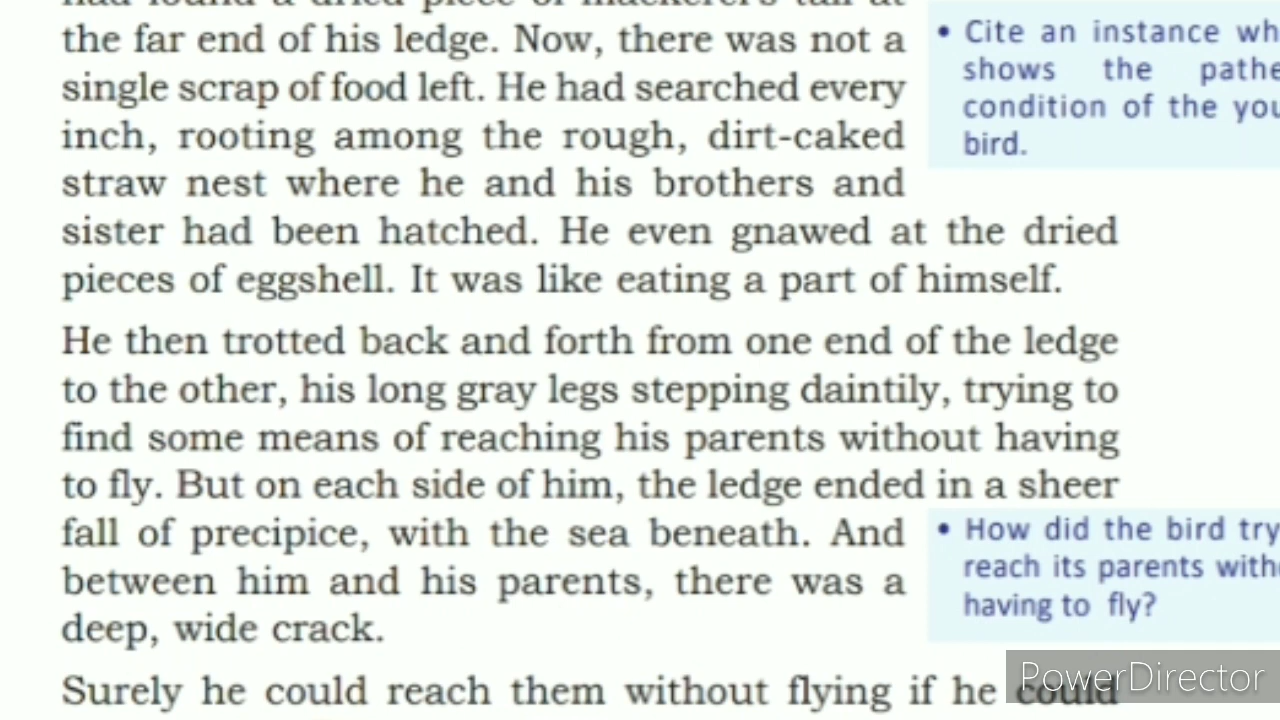 the far end of his ledge. Now, there was not a
single scrap of food left. He had searched every
inch, rooting among the rough, dirt-caked
straw nest where he and his brothers and
sister had been hatched. He even gnawed at the dried
pieces of eggshell. It was like eating a part of himself.
He then trotted back and forth from one end of the ledge
to the other, his long gray legs stepping daintily, trying to
find some means of reaching his parents without having
to fly. But on each side of him, the ledge ended in a sheer
fall of precipice, with the sea beneath. And
between him and his parents, there was a
deep, wide crack.
Surely he could reach them without flying if he could
• Cite an instance
shows the
condition of the
bird.
• How did the bird try
reach its parents
having to fly?
PowerDirector